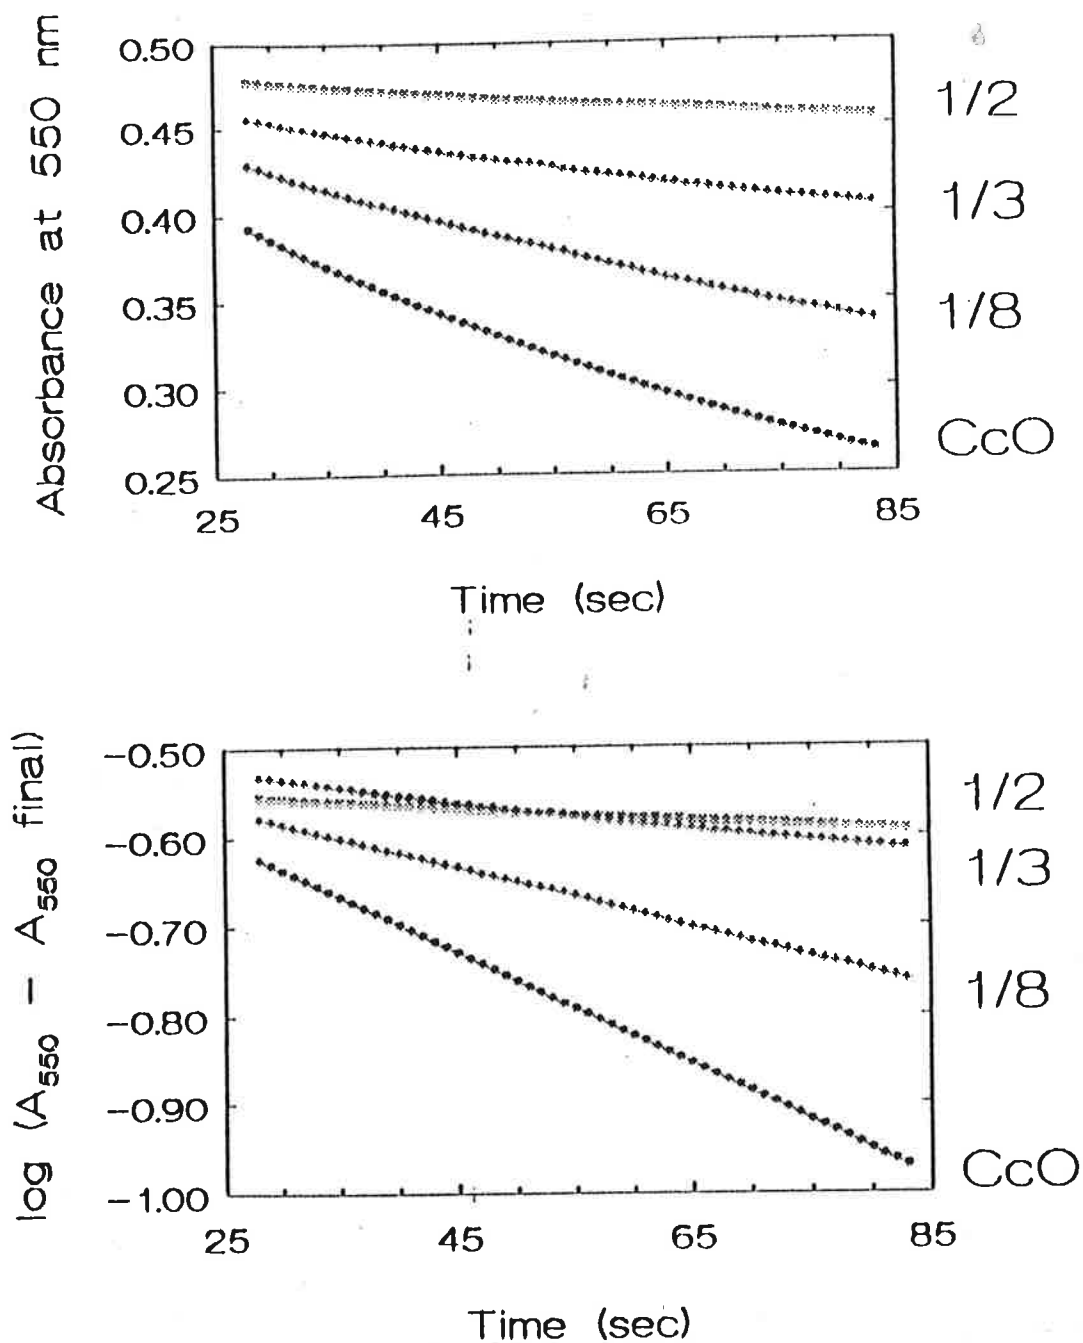 Absorbance at 550 nm
0.50
0.45
0.40
0.35
0.30
0.25
25 45 65 85
Time (sec)
1/2
1/3
1/8
CcO
log (A550 – A550 final)
−0.50
−0.60
−0.70
−0.80
−0.90
−1.00
25 45 65 85
Time (sec)
1/2
1/3
1/8
CcO